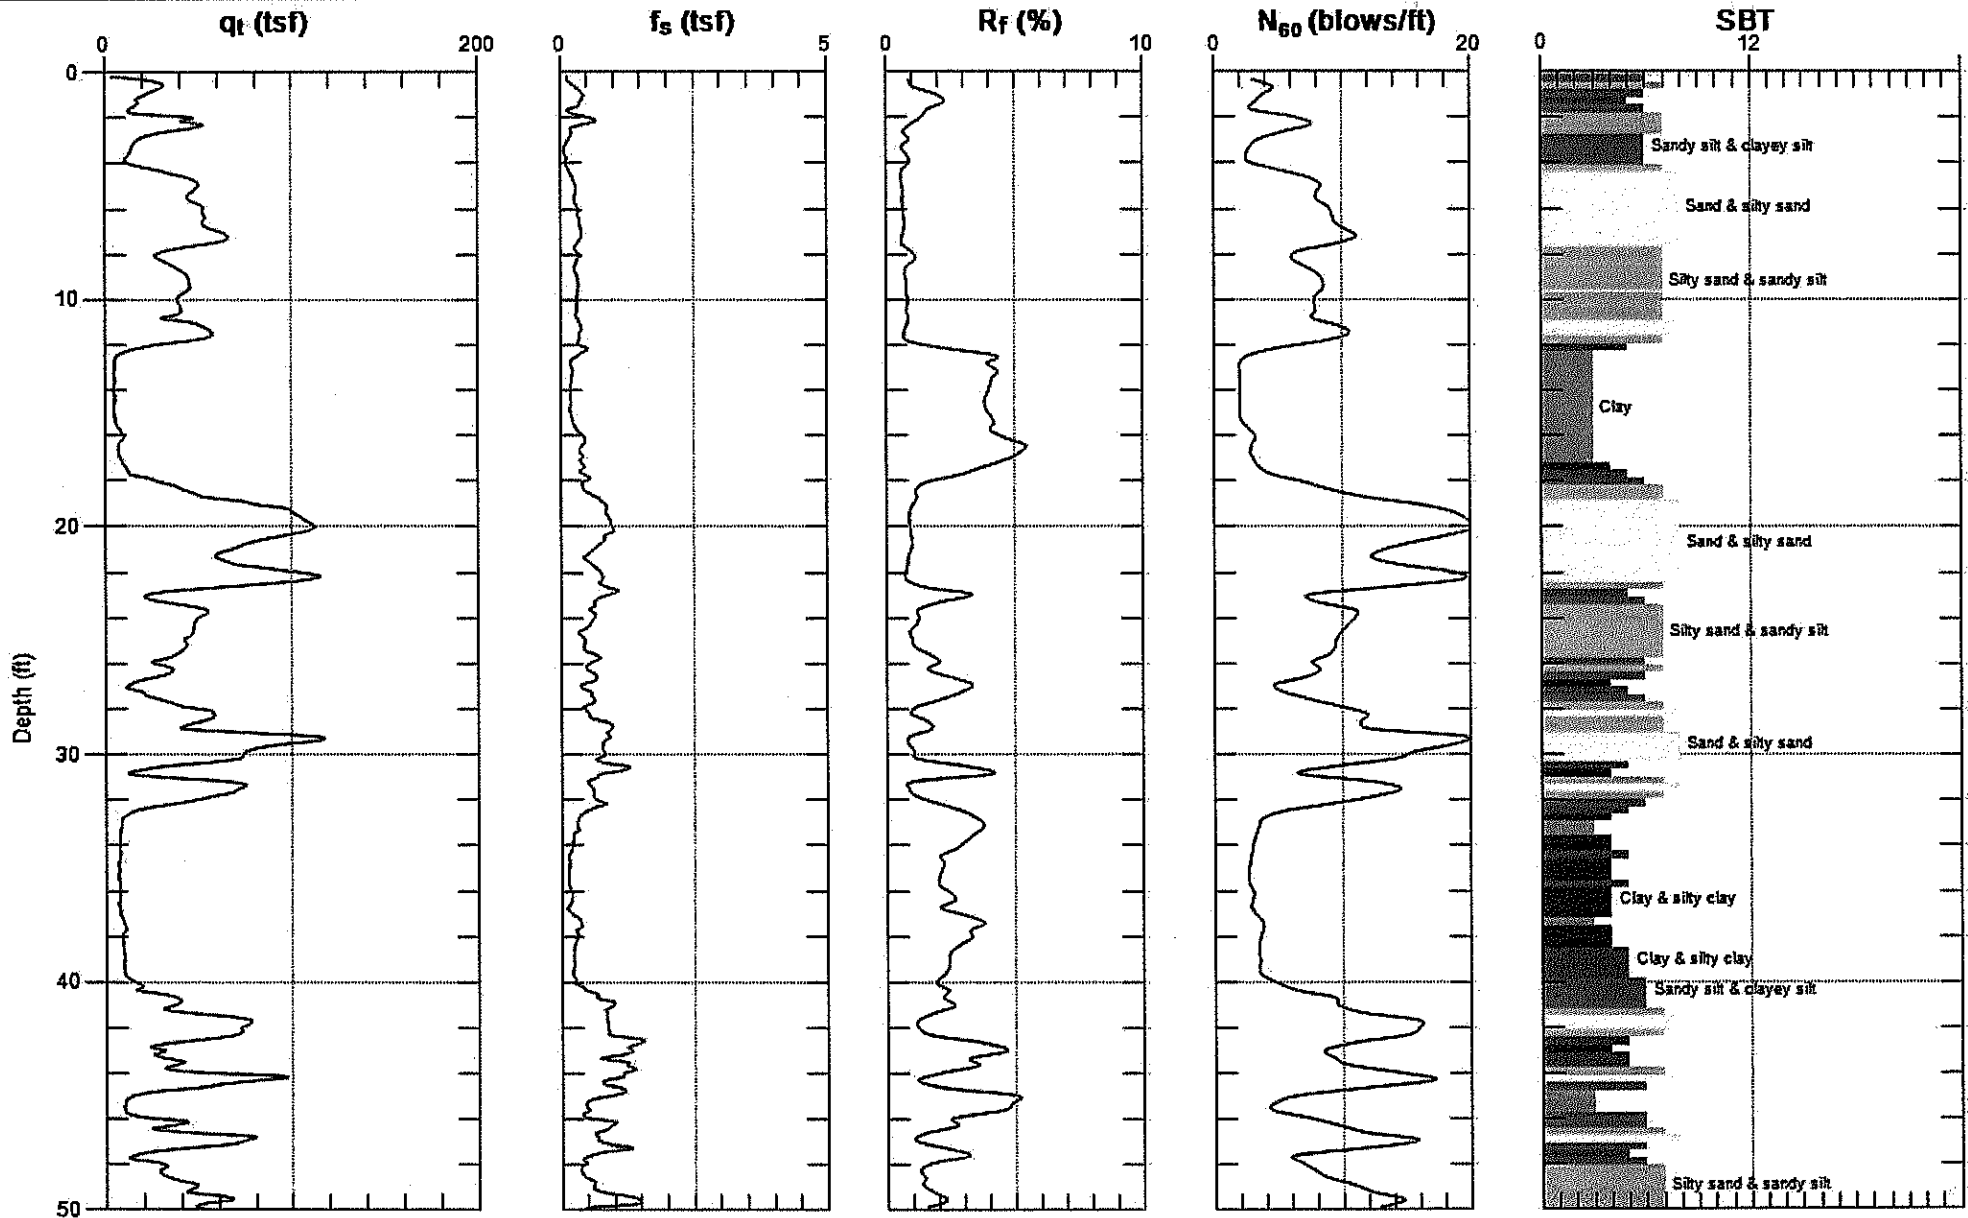 qt (tsf)
fs (tsf)
Rf (%)
N60 (blows/ft)
SBT
0
200
0
5
0
10
0
20
0
12
0
Sandy silt & clayey silt
Sand & silty sand
Silty sand & sandy silt
10
Clay
20
Sand & silty sand
Silty sand & sandy silt
Depth (ft)
Sand & silty sand
30
Clay & silty clay
Clay & silty clay
40
Sandy silt & clayey silt
Silty sand & sandy silt
50